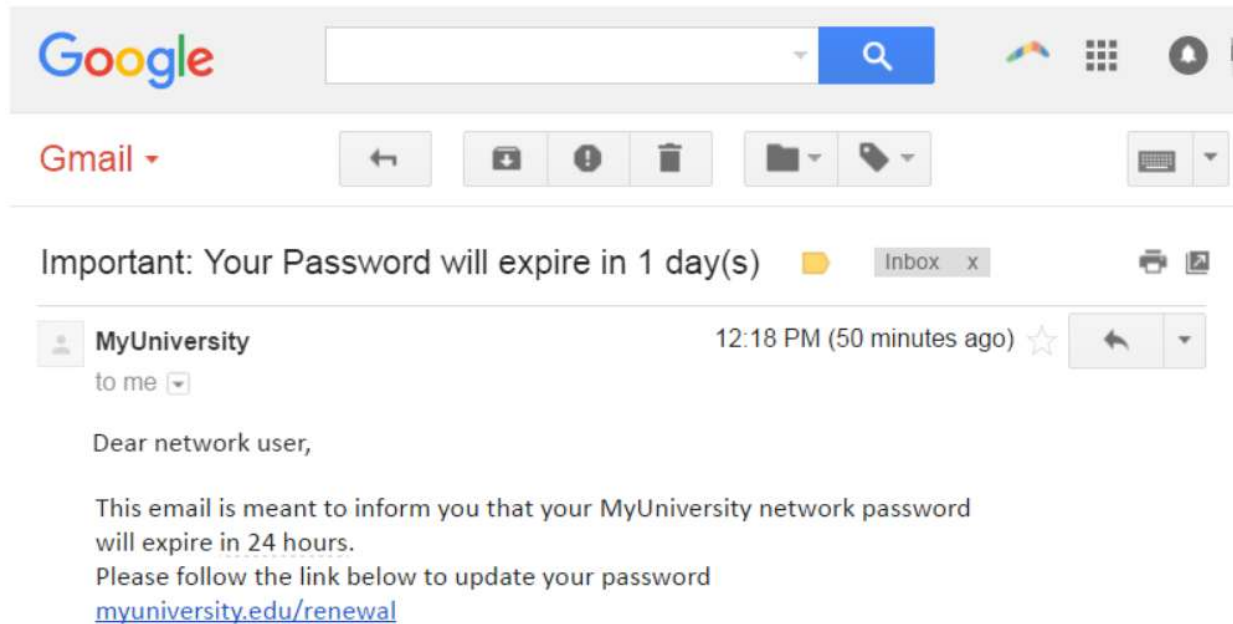 Google
Gmail
Important: Your Password will expire in 1 day(s)
Inbox x
MyUniversity
12:18 PM (50 minutes ago)
to me
Dear network user,
This email is meant to inform you that your MyUniversity network password
will expire in 24 hours.
Please follow the link below to update your password
myuniversity.edu/renewal